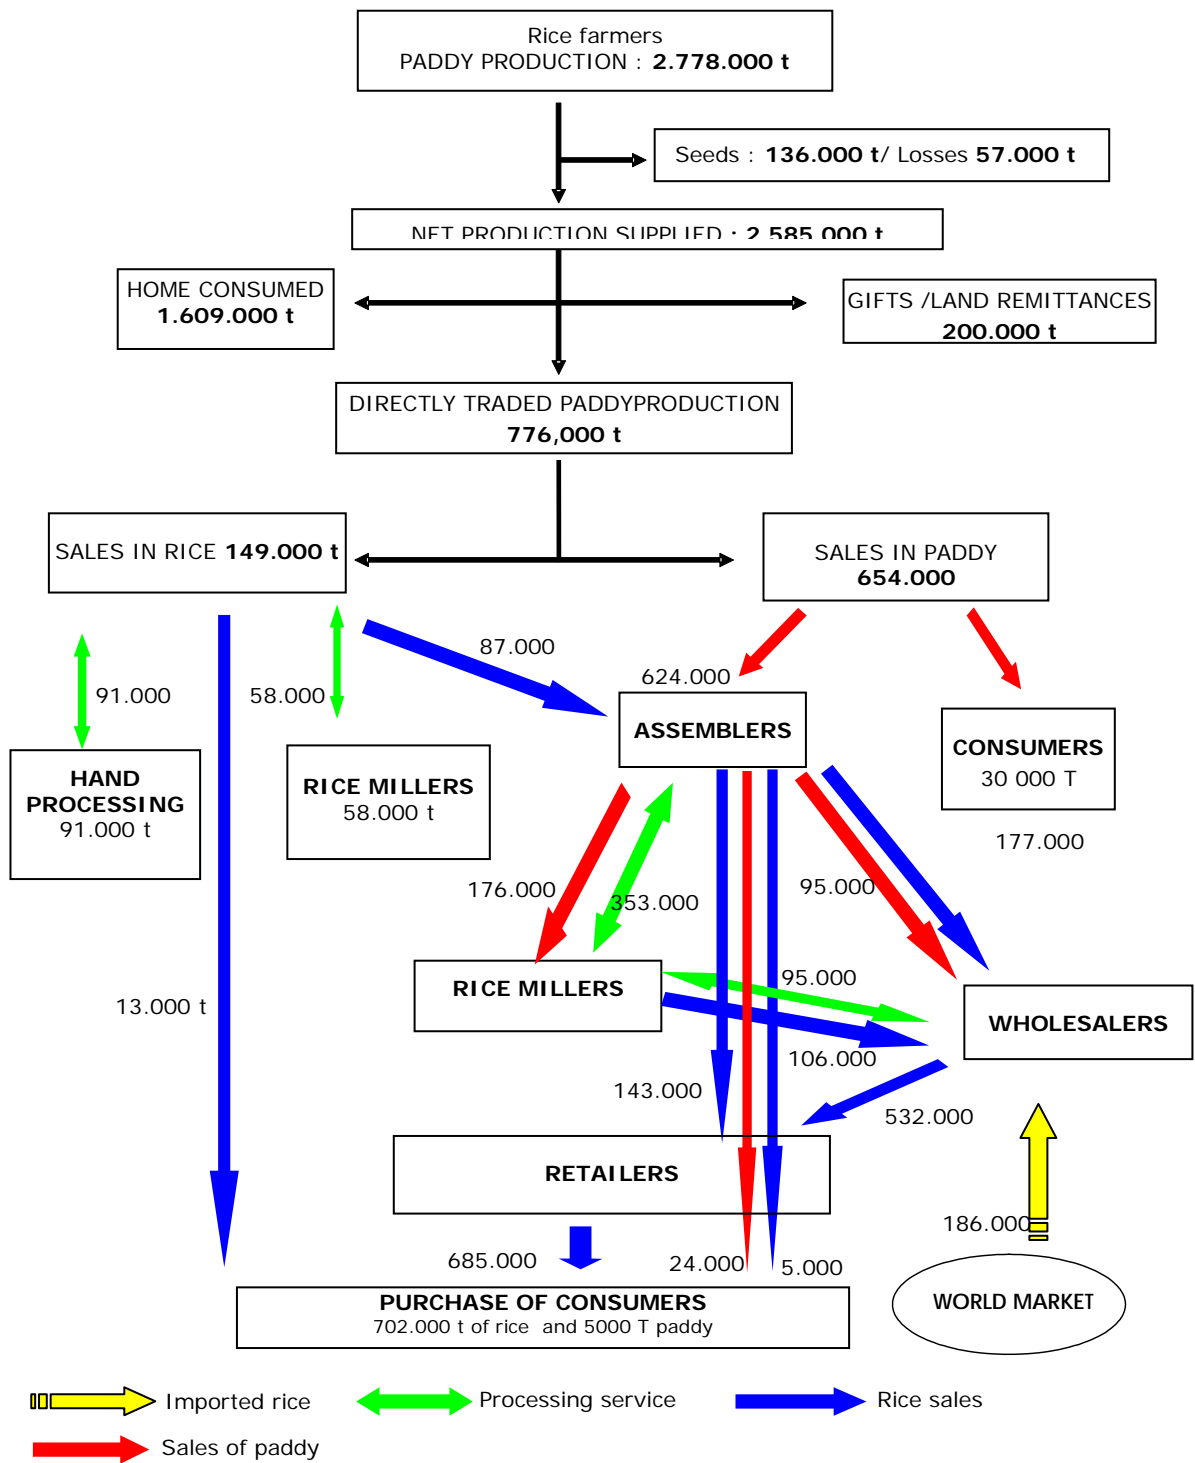 Rice farmers
PADDY PRODUCTION : 2.778.000 t
Seeds : 136.000 t/ Losses 57.000 t
NET PRODUCTION SUPPLIED : 2.585.000 t
HOME CONSUMED
1.609.000 t
GIFTS /LAND REMITTANCES
200.000 t
DIRECTLY TRADED PADDYPRODUCTION
776,000 t
SALES IN RICE 149.000 t
SALES IN PADDY
654.000
87.000
624.000
91.000
58.000
ASSEMBLERS
CONSUMERS
30 000 T
HAND
PROCESSING
91.000 t
RICE MILLERS
58.000 t
177.000
176.000
353.000
95.000
RICE MILLERS
95.000
13.000 t
WHOLESALERS
106.000
143.000
532.000
RETAILERS
186.000
685.000
24.000
5.000
PURCHASE OF CONSUMERS
702.000 t of rice and 5000 T paddy
WORLD MARKET
Imported rice
Processing service
Rice sales
Sales of paddy